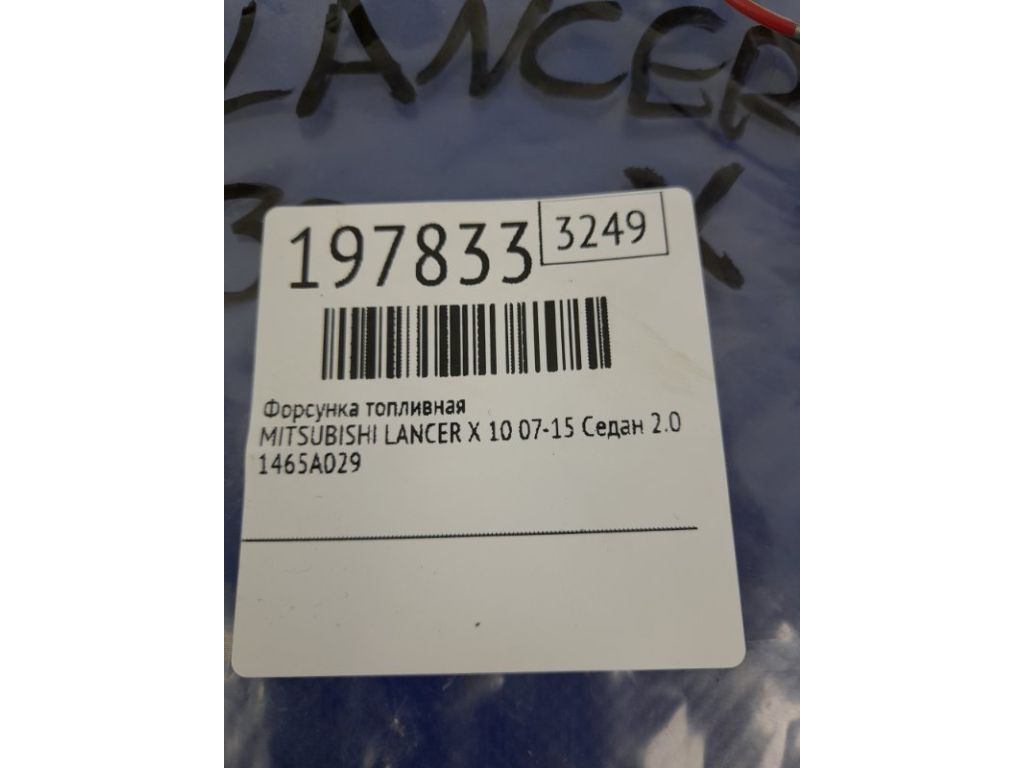 LANCER
X
197833 3249
Форсунка топливная
MITSUBISHI LANCER X 10 07-15 Седан 2.0
1465A029